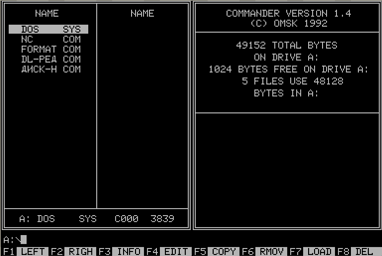 NAME NAME
DOS SYS
NC COM
FORMAT COM
DL-РЕД COM
ДИСК-Н COM
A: DOS SYS C000 3839
COMMANDER VERSION 1.4
(C) OMSK 1992
49152 TOTAL BYTES
ON DRIVE A:
1024 BYTES FREE ON DRIVE A:
5 FILES USE 48128
BYTES IN A:
A:\
F1 LEFT F2 RIGH F3 INFO F4 EDIT F5 COPY F6 RMOV F7 LOAD F8 DEL